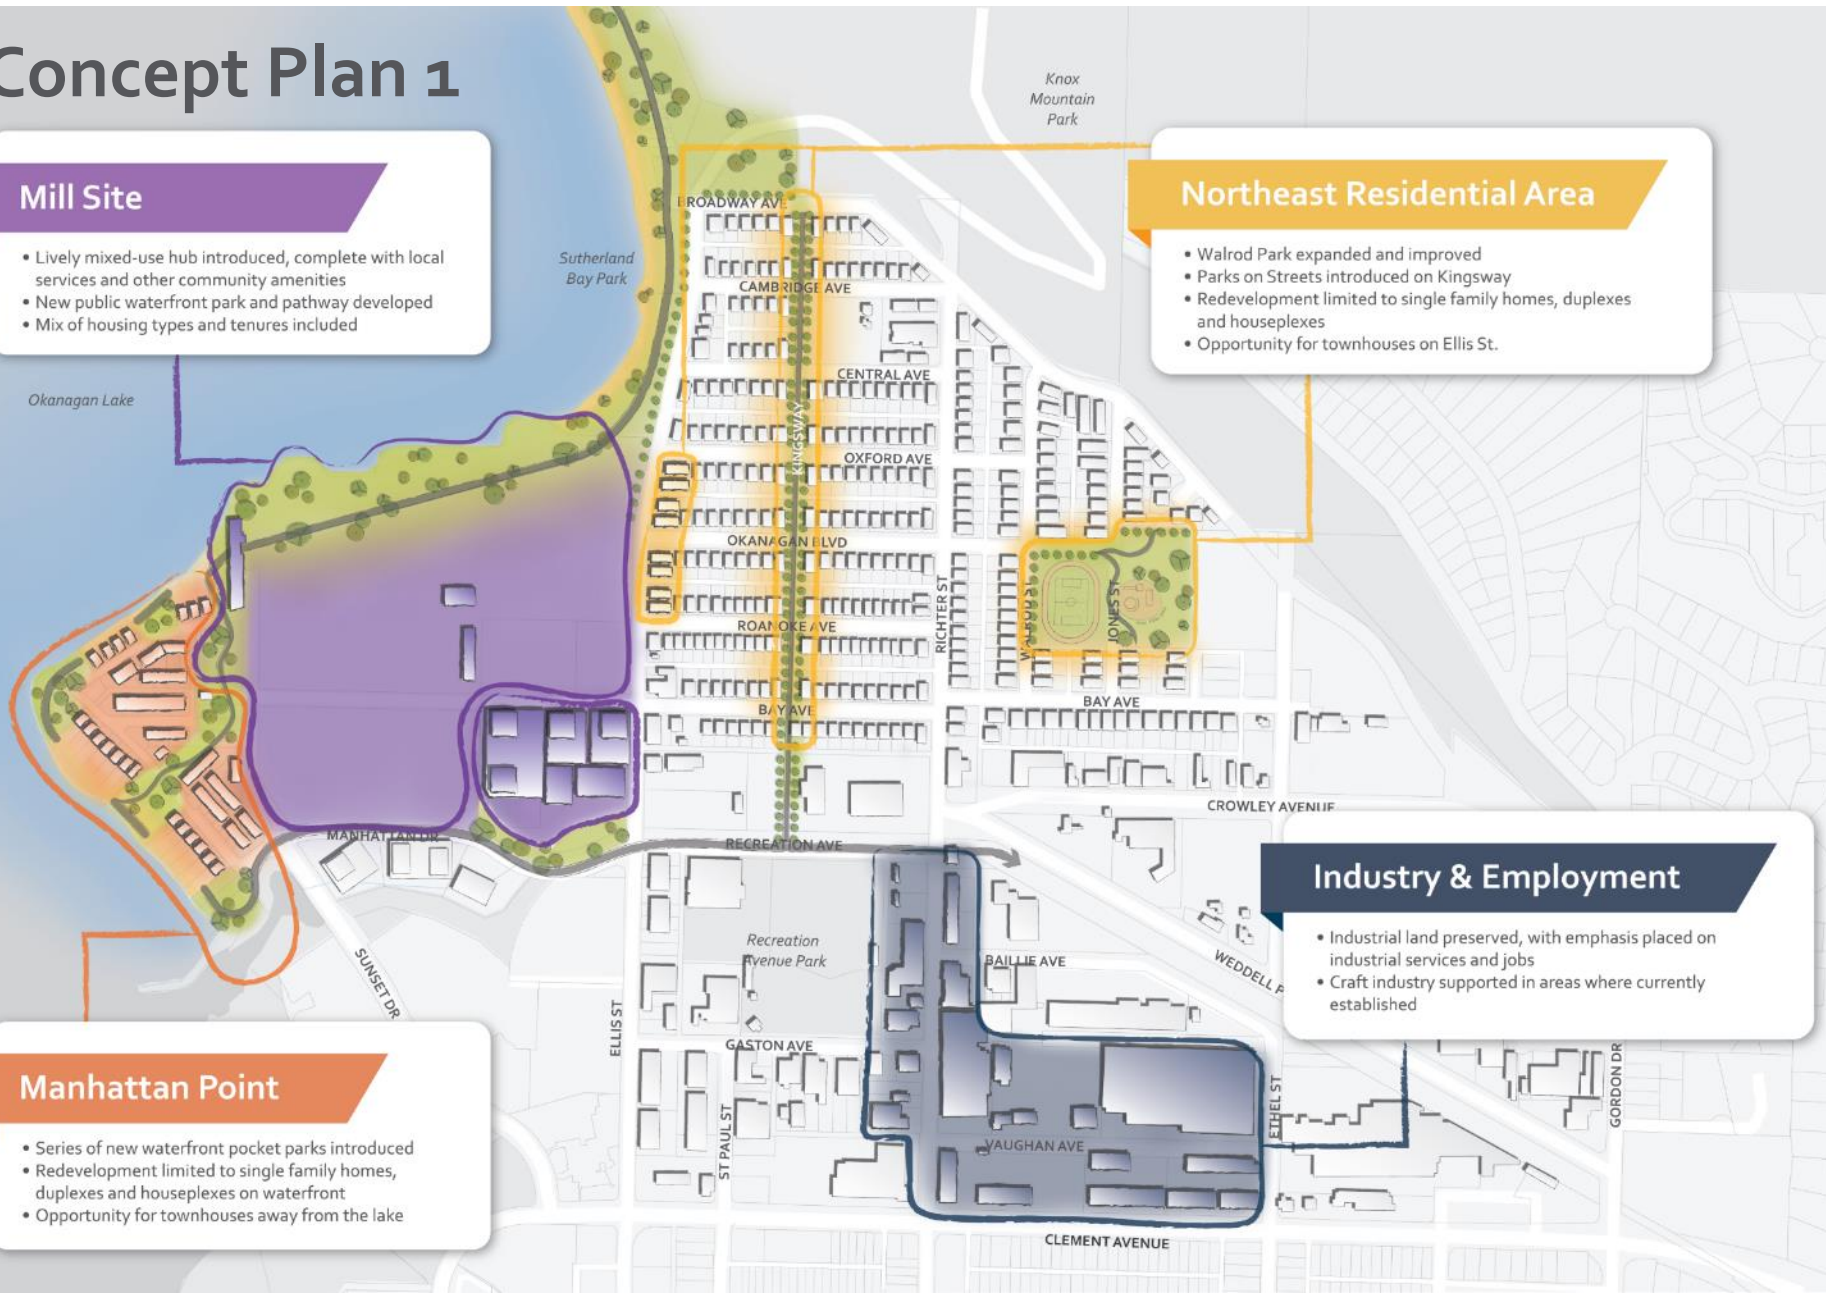 Concept Plan 1
Knox
Mountain
Park
Mill Site
• Lively mixed-use hub introduced, complete with local
services and other community amenities
• New public waterfront park and pathway developed
• Mix of housing types and tenures included
Northeast Residential Area
• Walrod Park expanded and improved
• Parks on Streets introduced on Kingsway
• Redevelopment limited to single family homes, duplexes
and houseplexes
• Opportunity for townhouses on Ellis St.
Sutherland
Bay Park
Okanagan Lake
BROADWAY AVE
CAMBRIDGE AVE
CENTRAL AVE
KINGSWAY
OXFORD AVE
OKANAGAN BLVD
RICHTER ST
WALROD ST
JONES ST
ROANOKE AVE
BAY AVE
BAY AVE
CROWLEY AVENUE
MANHATTAN DR
RECREATION AVE
Recreation
Avenue Park
SUNSET DR
ELLIS ST
BAILLIE AVE
WEDDELL P
GASTON AVE
ST PAUL ST
VAUGHAN AVE
ETHEL ST
GORDON DR
CLEMENT AVENUE
Industry & Employment
• Industrial land preserved, with emphasis placed on
industrial services and jobs
• Craft industry supported in areas where currently
established
Manhattan Point
• Series of new waterfront pocket parks introduced
• Redevelopment limited to single family homes,
duplexes and houseplexes on waterfront
• Opportunity for townhouses away from the lake